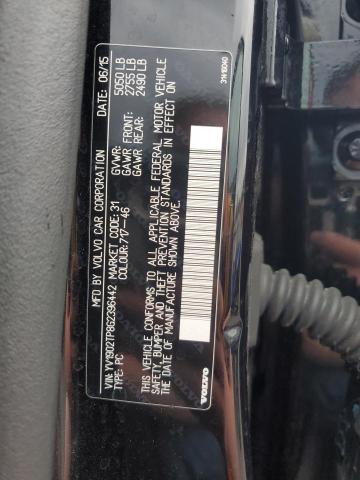 MFD BY VOLVO CAR CORPORATION DATE: 06/15
VIN: YV1902TP862396442 MARKET CODE: 31 GVWR: 5050 LB
TYPE: PC COLOUR: 717-46 GAWR FRONT: 2755 LB
GAWR REAR: 2490 LB
THIS VEHICLE CONFORMS TO ALL APPLICABLE FEDERAL MOTOR VEHICLE
SAFETY, BUMPER AND THEFT PREVENTION STANDARDS IN EFFECT ON
THE DATE OF MANUFACTURE SHOWN ABOVE.
VOLVO